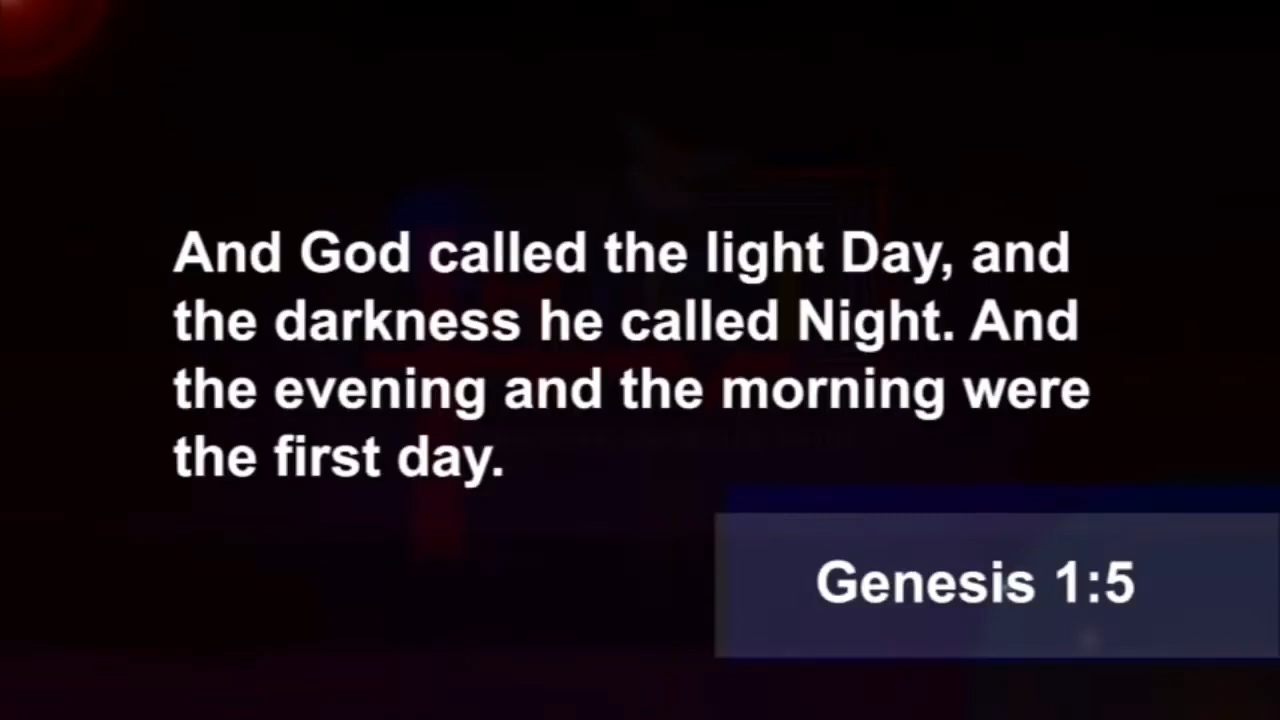 And God called the light Day, and
the darkness he called Night. And
the evening and the morning were
the first day.
Genesis 1:5